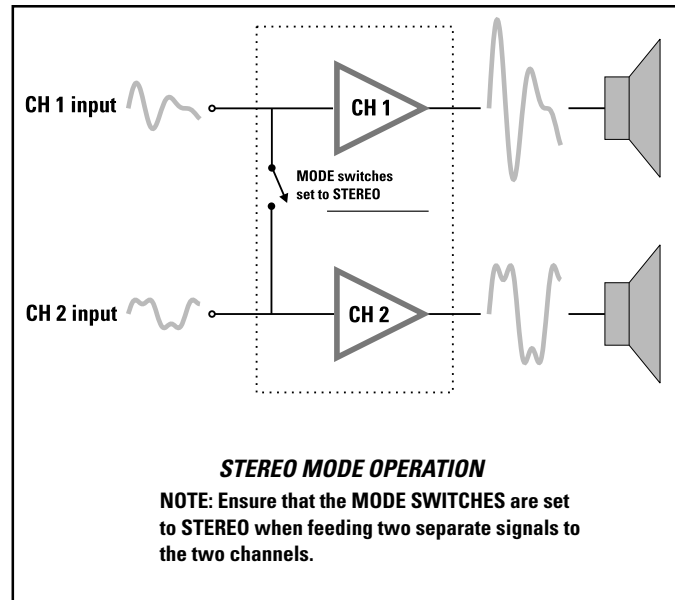 CH 1 input
CH 1
MODE switches
set to STEREO
CH 2 input
CH 2
STEREO MODE OPERATION
NOTE: Ensure that the MODE SWITCHES are set
to STEREO when feeding two separate signals to
the two channels.